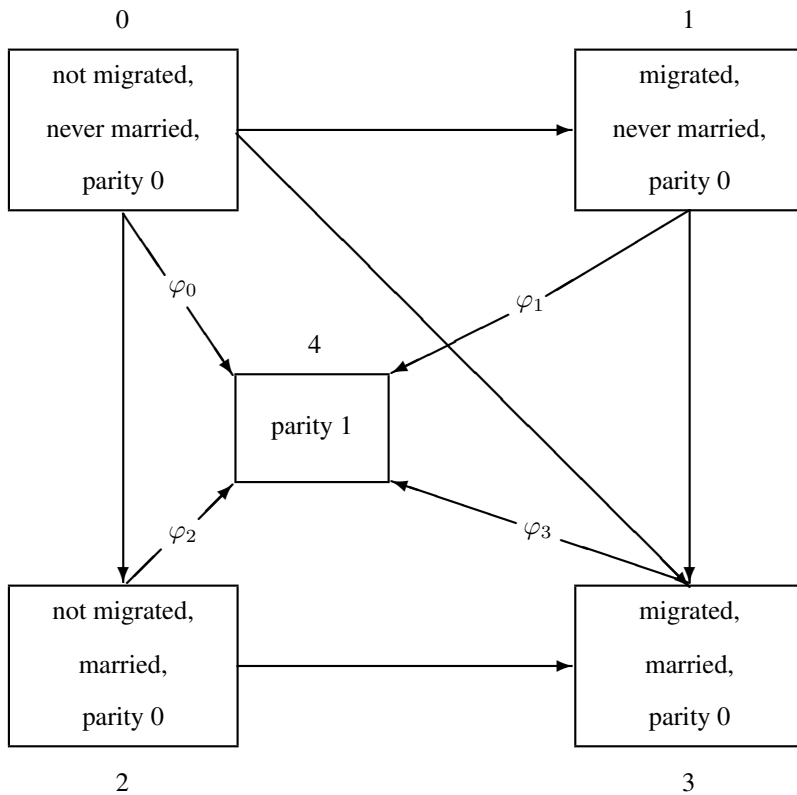 0
not migrated,
never married,
parity 0
1
migrated,
never married,
parity 0
φ₀
φ₁
4
parity 1
φ₂
φ₃
not migrated,
married,
parity 0
2
migrated,
married,
parity 0
3